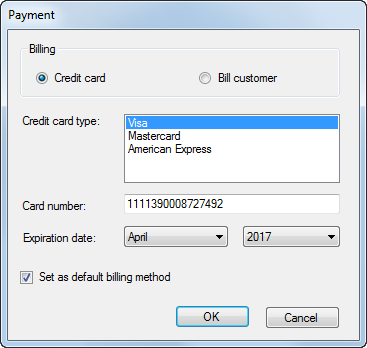 Payment
Billing
Credit card Bill customer
Credit card type: Visa
Mastercard
American Express
Card number: 1111390008727492
Expiration date: April 2017
Set as default billing method
OK Cancel